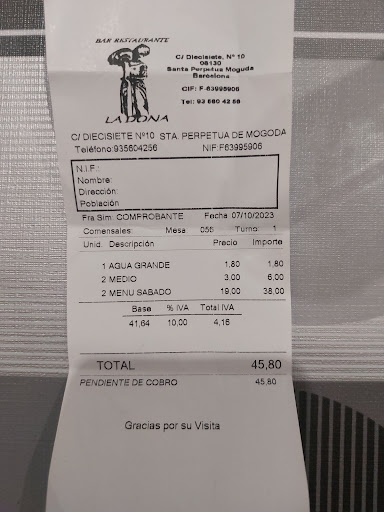 BAR RESTAURANTE
LA DONA
C/ Diecisiete, Nº 10
08130
Santa Perpetua Moguda
Barcelona
CIF: F-63995906
Tel: 93 560 42 56
C/ DIECISIETE Nº10 STA. PERPETUA DE MOGODA
Teléfono:935604256 NIF:F63995906
N.I.F.:
Nombre:
Dirección:
Población
Fra Sim: COMPROBANTE Fecha 07/10/2023
Comensales: Mesa 055 Turno: 1
Unid. Descripción Precio Importe
1 AGUA GRANDE 1,80 1,80
2 MEDIO 3,00 6,00
2 MENU SABADO 19,00 38,00
Base % IVA Total IVA
41,64 10,00 4,16
TOTAL 45,80
PENDIENTE DE COBRO 45,80
Gracias por su Visita